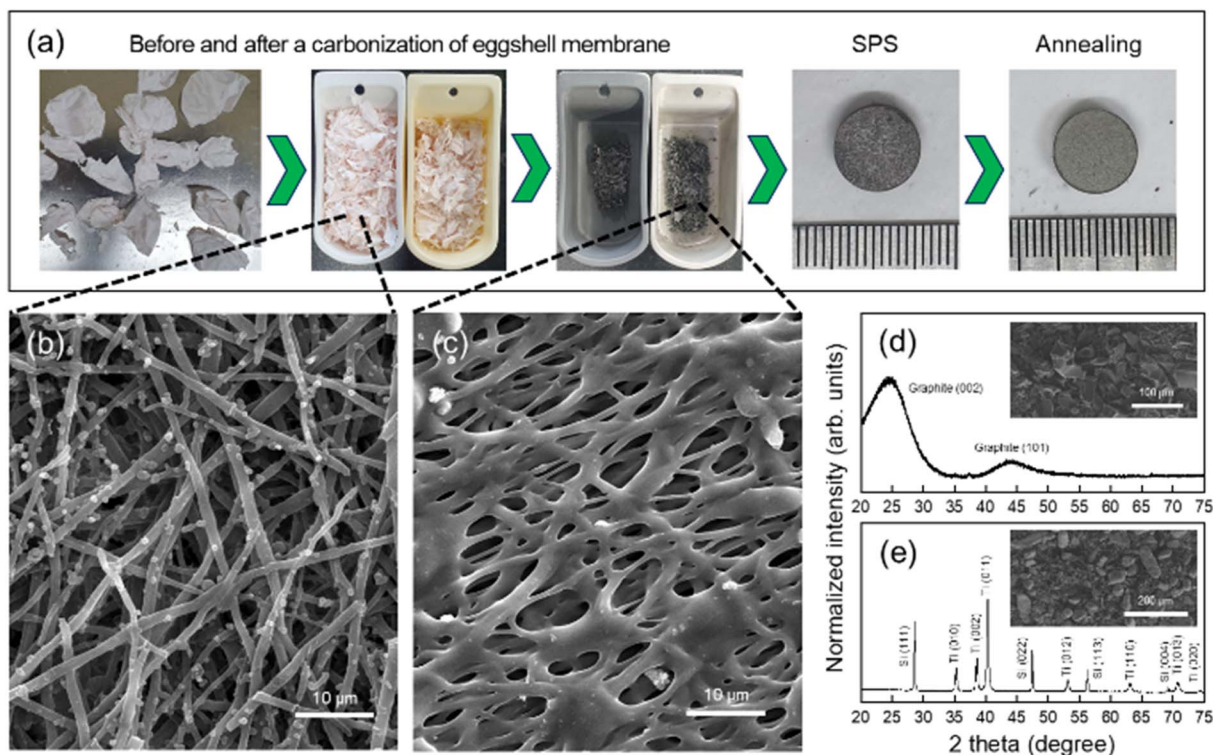 (a)
Before and after a carbonization of eggshell membrane
SPS
Annealing
(b)
10 µm
(c)
10 µm
Normalized intensity (arb. units)
(d)
Graphite (002)
Graphite (101)
100 µm
20 25 30 35 40 45 50 55 60 65 70 75
(e)
Si (111)
Ti (010)
Ti (002)
Ti (011)
Si (022)
Ti (012)
Si (113)
Ti (110)
Si (004)
Ti (013)
Ti (020)
200 µm
20 25 30 35 40 45 50 55 60 65 70 75
2 theta (degree)